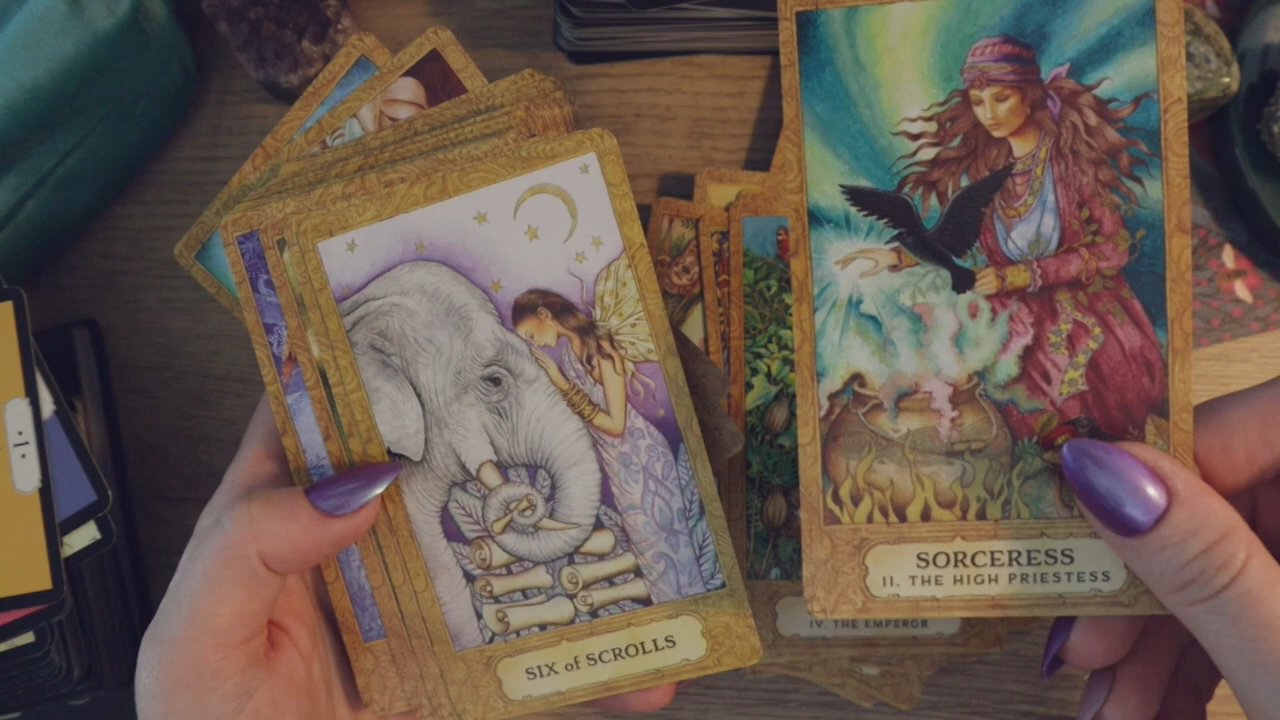 SIX of SCROLLS
SORCERESS
II. THE HIGH PRIESTESS
IV. THE EMPEROR